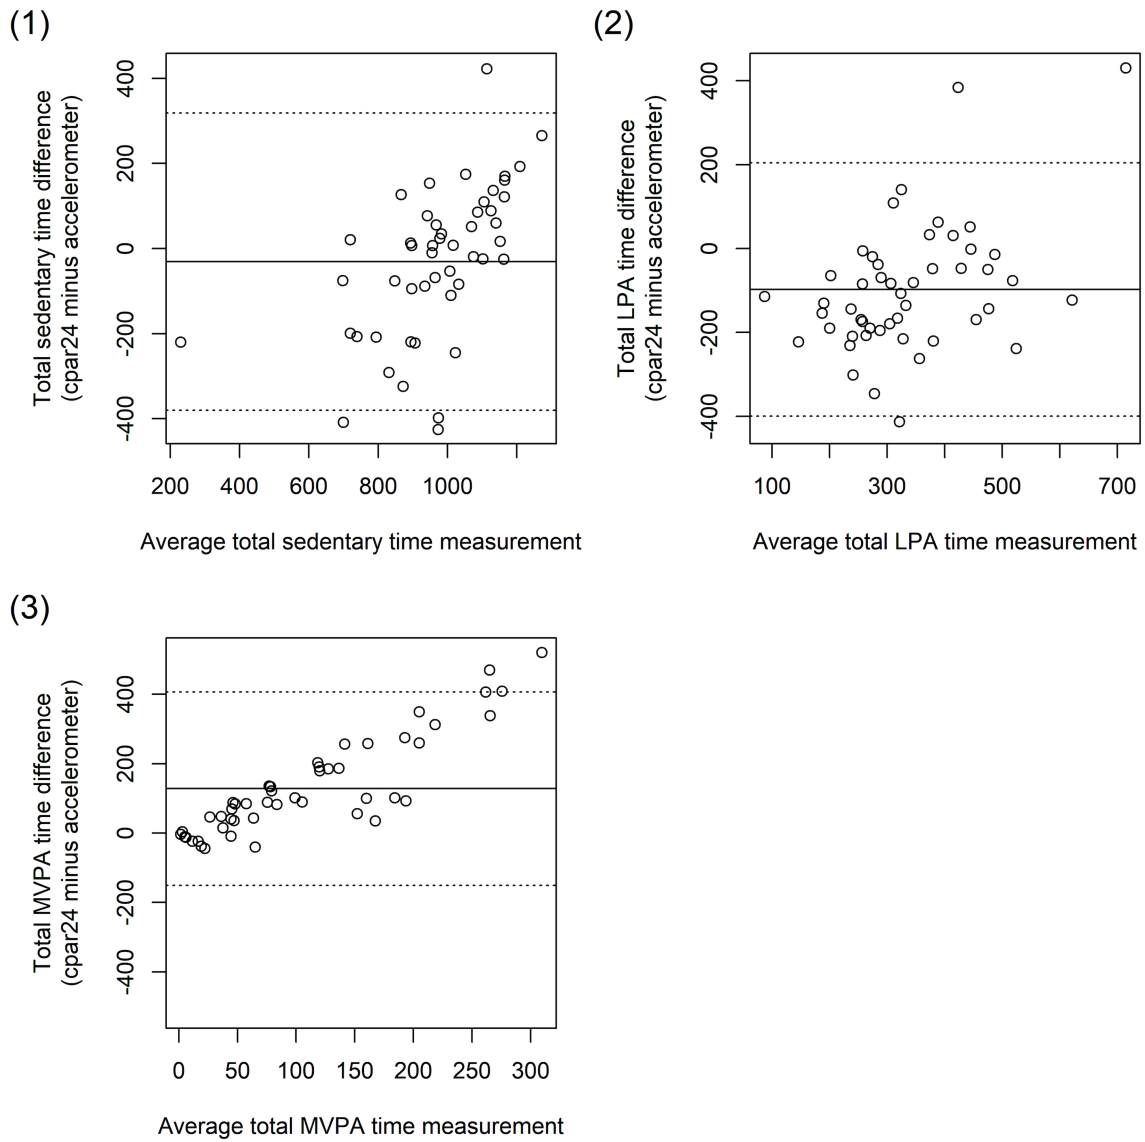 (1)
Total sedentary time difference
(cpar24 minus accelerometer)
400
200
0
-200
-400
200 400 600 800 1000
Average total sedentary time measurement
(2)
Total LPA time difference
(cpar24 minus accelerometer)
400
200
0
-200
-400
100 300 500 700
Average total LPA time measurement
(3)
Total MVPA time difference
(cpar24 minus accelerometer)
400
200
0
-200
-400
0 50 100 150 200 250 300
Average total MVPA time measurement